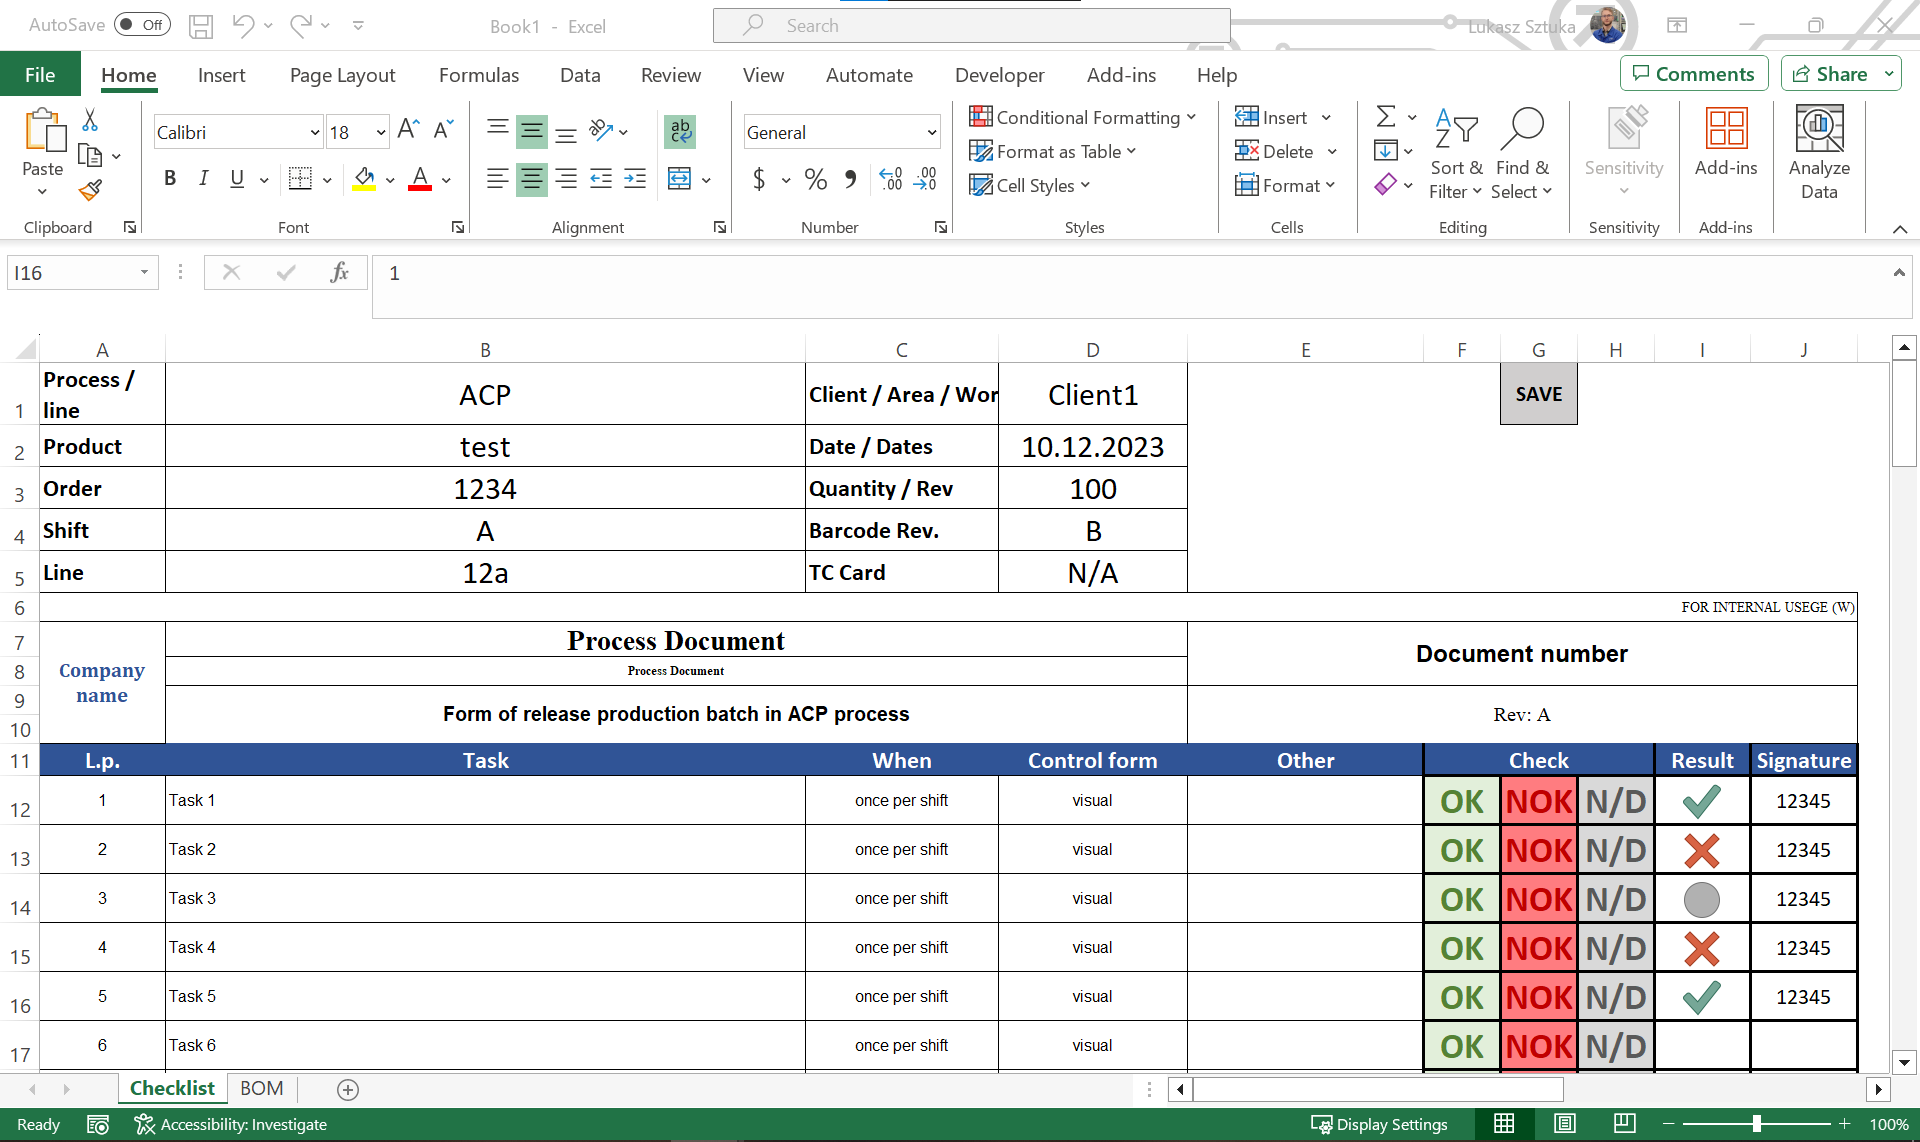 AutoSave Off
Book1 - Excel
Search
Lukasz Sztuka
File Home Insert Page Layout Formulas Data Review View Automate Developer Add-ins Help
Comments Share
Paste
Calibri 18
B I U
General
$ % 9
Conditional Formatting
Format as Table
Cell Styles
Insert
Delete
Format
Sort & Filter
Find & Select
Sensitivity
Add-ins
Analyze Data
Clipboard Font Alignment Number Styles Cells Editing Sensitivity Add-ins
I16 fx 1
A B C D E F G H I J
1 Process / line ACP Client / Area / Wor Client1 SAVE
2 Product test Date / Dates 10.12.2023
3 Order 1234 Quantity / Rev 100
4 Shift A Barcode Rev. B
5 Line 12a TC Card N/A
6 FOR INTERNAL USEGE (W)
7 Process Document
8 Process Document
Company name
Document number
9
10 Form of release production batch in ACP process Rev: A
11 L.p. Task When Control form Other Check Result Signature
12 1 Task 1 once per shift visual OK NOK N/D 12345
13 2 Task 2 once per shift visual OK NOK N/D 12345
14 3 Task 3 once per shift visual OK NOK N/D 12345
15 4 Task 4 once per shift visual OK NOK N/D 12345
16 5 Task 5 once per shift visual OK NOK N/D 12345
17 6 Task 6 once per shift visual OK NOK N/D
Checklist BOM
Ready Accessibility: Investigate Display Settings 100%